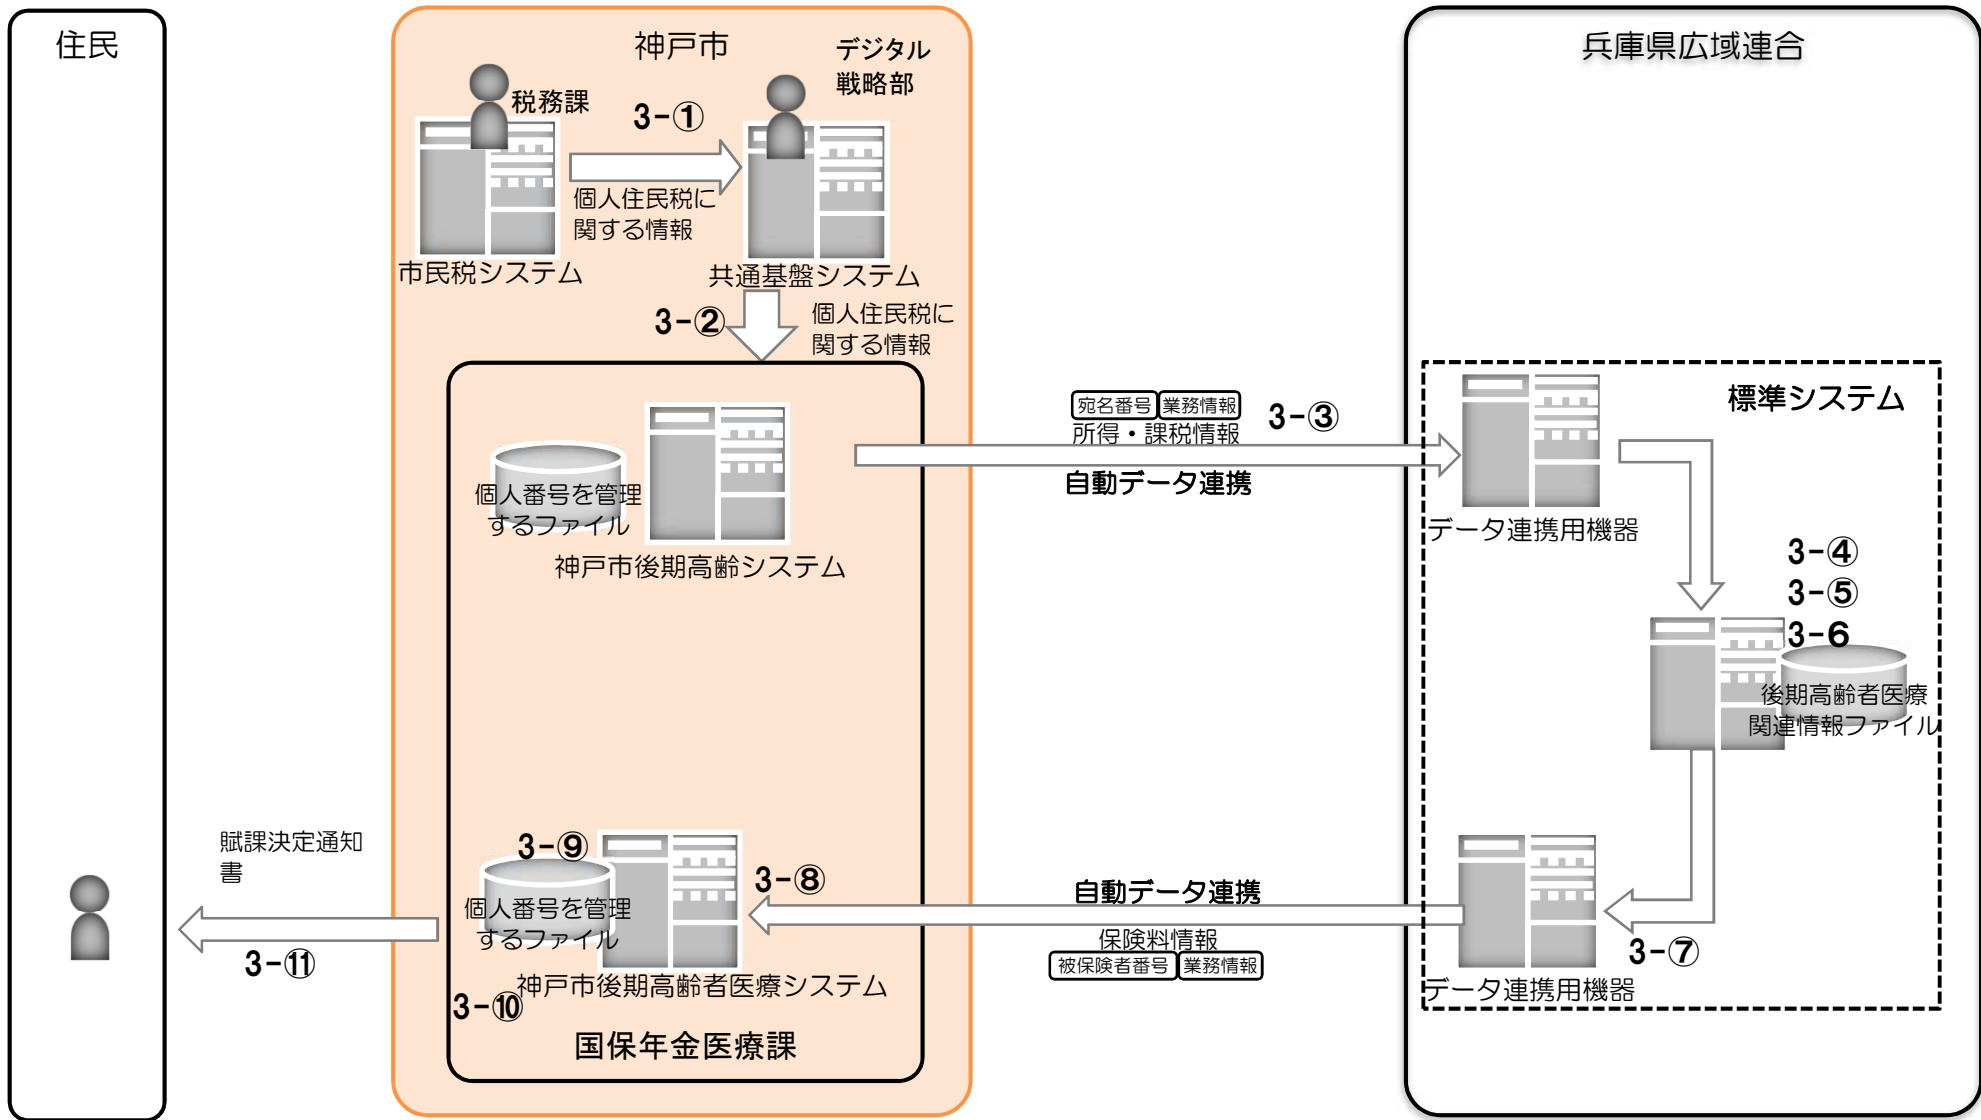 住民
神戸市
デジタル
戦略部
税務課
3-①
個人住民税に
関する情報
市民税システム
共通基盤システム
3-②
個人住民税に
関する情報
個人番号を管理
するファイル
神戸市後期高齢システム
宛名番号 業務情報
所得・課税情報
3-③
自動データ連携
兵庫県広域連合
標準システム
データ連携用機器
3-④
3-⑤
3-6
後期高齢者医療
関連情報ファイル
3-⑦
データ連携用機器
自動データ連携
保険料情報
被保険者番号 業務情報
3-⑧
3-⑨
個人番号を管理
するファイル
神戸市後期高齢者医療システム
3-⑩
国保年金医療課
賦課決定通知
書
3-⑪